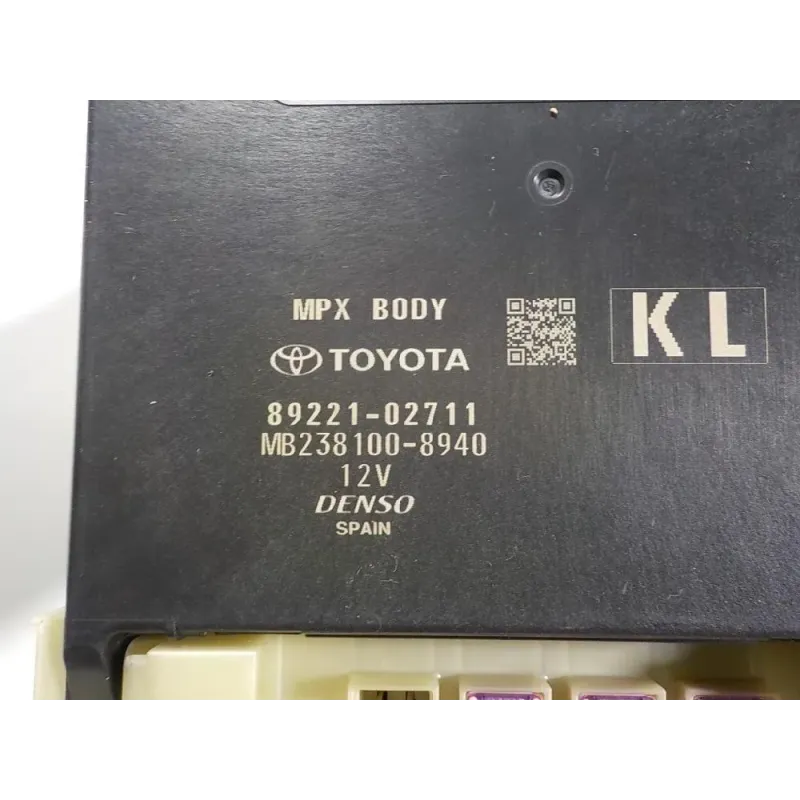 MPX BODY
TOYOTA
KL
89221-02711
MB238100-8940
12V
DENSO
SPAIN